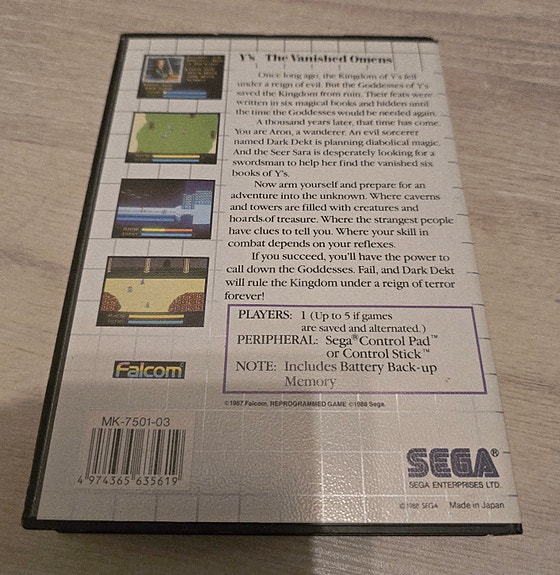 Y's The Vanished Omens
Once long ago, the Kingdom of Y's fell
under a reign of evil. But the Goddesses of Y's
saved the Kingdom from ruin. Their feats were
written in six magical books and hidden until
the time the Goddesses would be needed again.
A thousand years later, that time has come.
You are Aron, a wanderer. An evil sorcerer
named Dark Dekt is planning diabolical magic.
And the Seer Sara is desperately looking for a
swordsman to help her find the vanished six
books of Y's.
Now arm yourself and prepare for an
adventure into the unknown. Where caverns
and towers are filled with creatures and
hoards of treasure. Where the strangest people
have clues to tell you. Where your skill in
combat depends on your reflexes.
If you succeed, you'll have the power to
call down the Goddesses. Fail, and Dark Dekt
will rule the Kingdom under a reign of terror
forever!
PLAYERS: 1 (Up to 5 if games
are saved and alternated.)
PERIPHERAL: Sega® Control Pad™
or Control Stick™
NOTE: Includes Battery Back-up
Memory
©1987 Falcom, REPROGRAMMED GAME ©1988 Sega.
Falcom
MK-7501-03
4 974365 635619
SEGA®
SEGA ENTERPRISES LTD.
©1988 SEGA Made in Japan